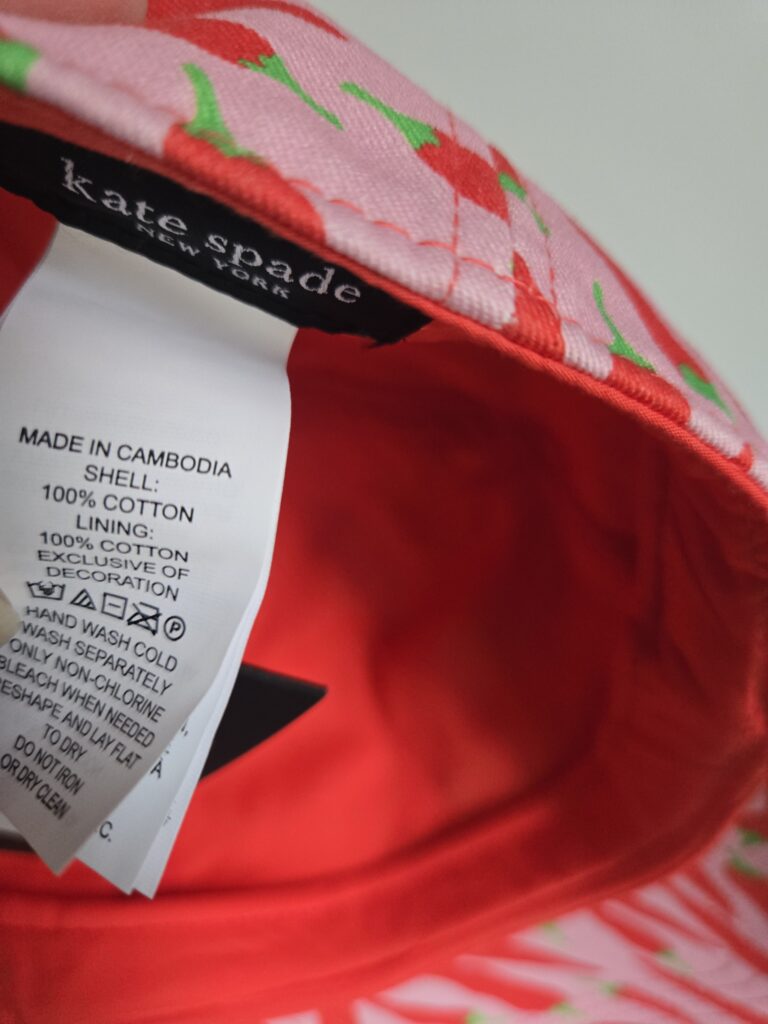 kate spade
NEW YORK
MADE IN CAMBODIA
SHELL:
100% COTTON
LINING:
100% COTTON
EXCLUSIVE OF
DECORATION
P
HAND WASH COLD
WASH SEPARATELY
ONLY NON-CHLORINE
BLEACH WHEN NEEDED
RESHAPE AND LAY FLAT
TO DRY
DO NOT IRON
OR DRY CLEAN
A
C.